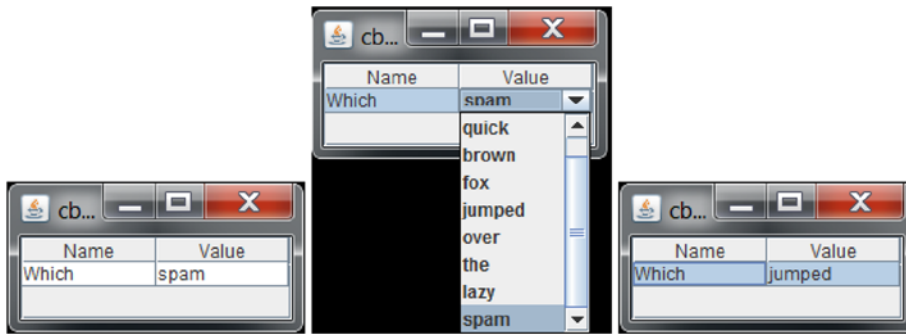 cb...
Name Value
Which spam
cb...
Name Value
Which spam
quick
brown
fox
jumped
over
the
lazy
spam
cb...
Name Value
Which jumped